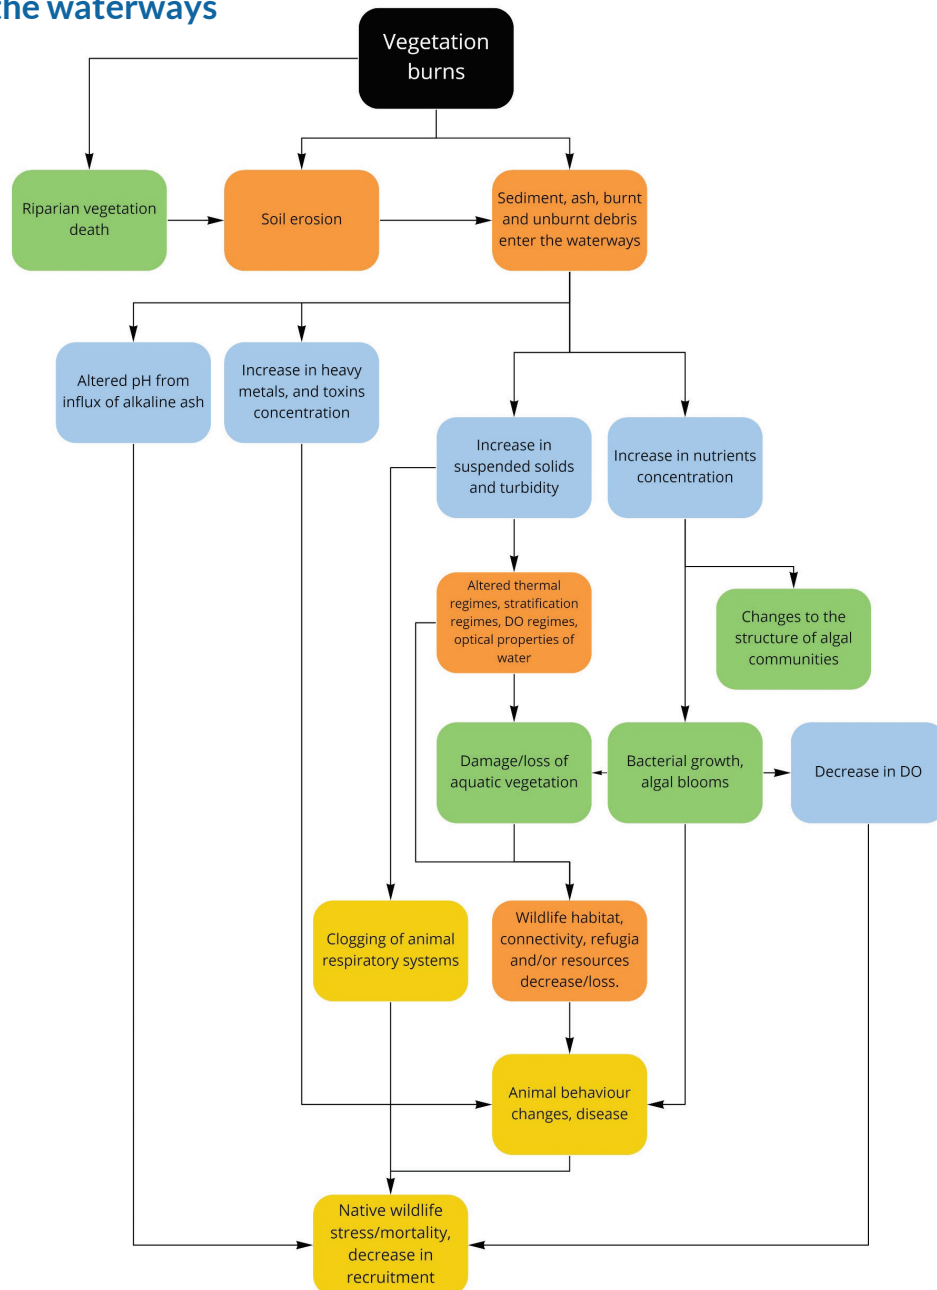 the waterways
Vegetation
burns
Riparian vegetation
death
Soil erosion
Sediment, ash, burnt
and unburnt debris
enter the waterways
Altered pH from
influx of alkaline ash
Increase in heavy
metals, and toxins
concentration
Increase in
suspended solids
and turbidity
Increase in nutrients
concentration
Altered thermal
regimes, stratification
regimes, DO regimes,
optical properties of
water
Changes to the
structure of algal
communities
Damage/loss of
aquatic vegetation
Bacterial growth,
algal blooms
Decrease in DO
Clogging of animal
respiratory systems
Wildlife habitat,
connectivity, refugia
and/or resources
decrease/loss.
Animal behaviour
changes, disease
Native wildlife
stress/mortality,
decrease in
recruitment